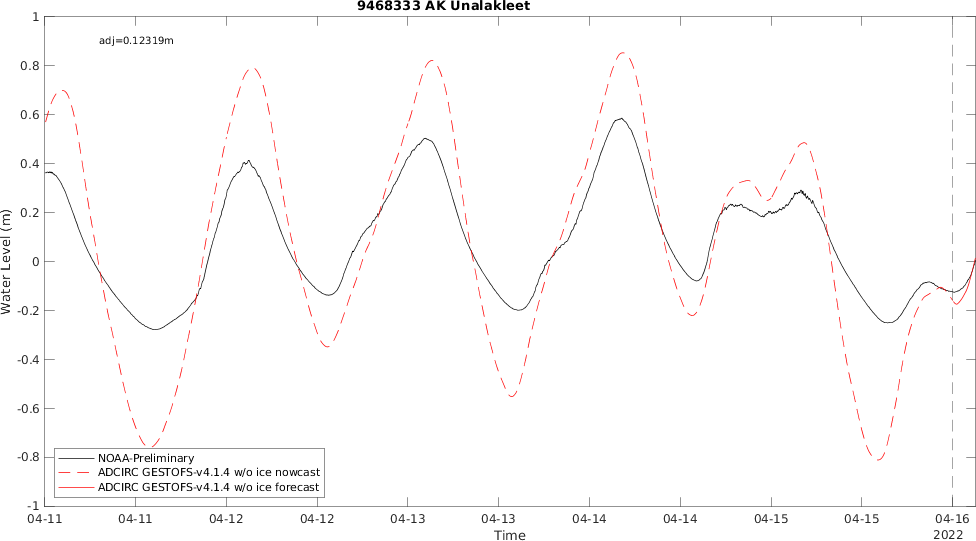 9468333 AK Unalakleet
adj=0.12319m
1
0.8
0.6
0.4
0.2
0
-0.2
-0.4
-0.6
-0.8
-1
Water Level (m)
NOAA-Preliminary
ADCIRC GESTOFS-v4.1.4 w/o ice nowcast
ADCIRC GESTOFS-v4.1.4 w/o ice forecast
04-11 04-11 04-12 04-12 04-13 04-13 04-14 04-14 04-15 04-15 04-16
Time
2022